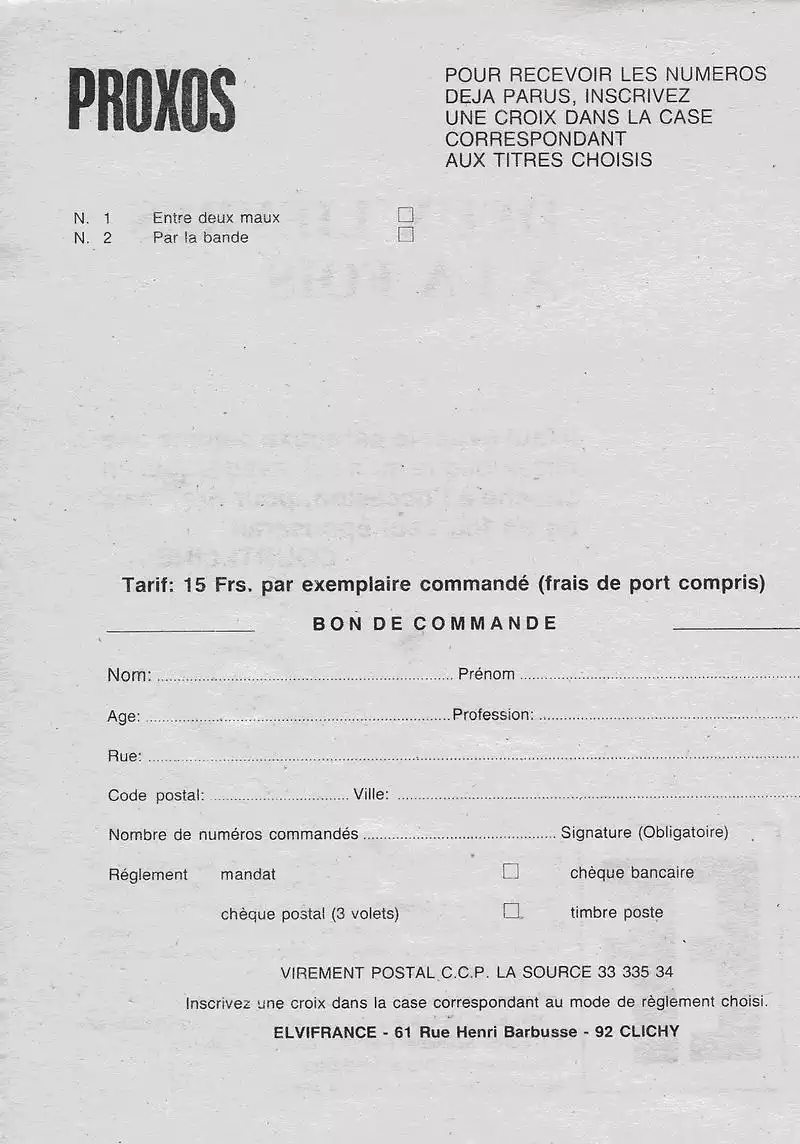 PROXOS
POUR RECEVOIR LES NUMEROS
DEJA PARUS, INSCRIVEZ
UNE CROIX DANS LA CASE
CORRESPONDANT
AUX TITRES CHOISIS
N. 1 Entre deux maux
N. 2 Par la bande
Tarif: 15 Frs. par exemplaire commandé (frais de port compris)
BON DE COMMANDE
Nom: Prénom
Age: Profession:
Rue:
Code postal: Ville:
Nombre de numéros commandés Signature (Obligatoire)
Réglement mandat chèque bancaire
chèque postal (3 volets) timbre poste
VIREMENT POSTAL C.C.P. LA SOURCE 33 335 34
Inscrivez une croix dans la case correspondant au mode de règlement choisi.
ELVIFRANCE - 61 Rue Henri Barbusse - 92 CLICHY